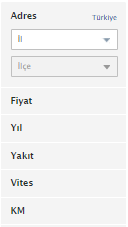 Adres Türkiye
İl
İlçe
Fiyat
Yıl
Yakıt
Vites
KM